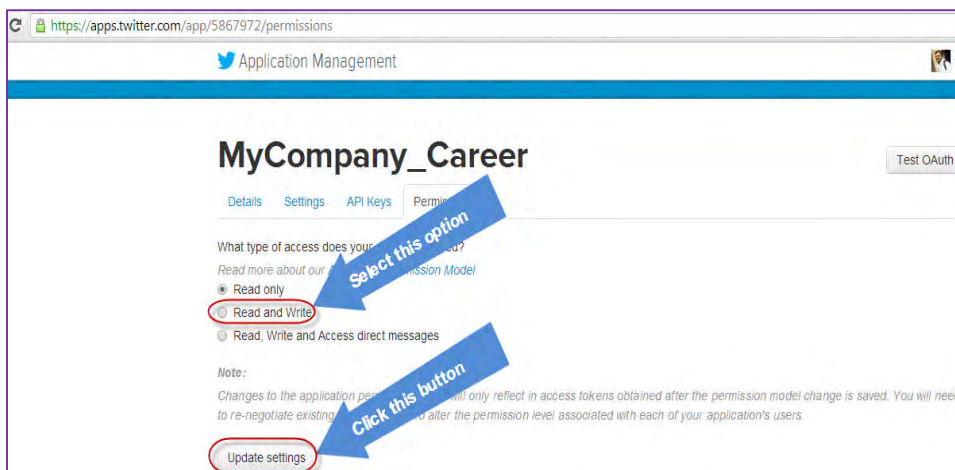 https://apps.twitter.com/app/5867972/permissions
Application Management
MyCompany_Career
Test OAuth
Details Settings API Keys Permis
What type of access does your
Select this option
Read more about our mission Model
Read only
Read and Write
Read, Write and Access direct messages
Note:
Changes to the application will only reflect in access tokens obtained after the permission model change is saved. You will nee
to re-negotiate existing alter the permission level associated with each of your application's users
Click this button
Update settings